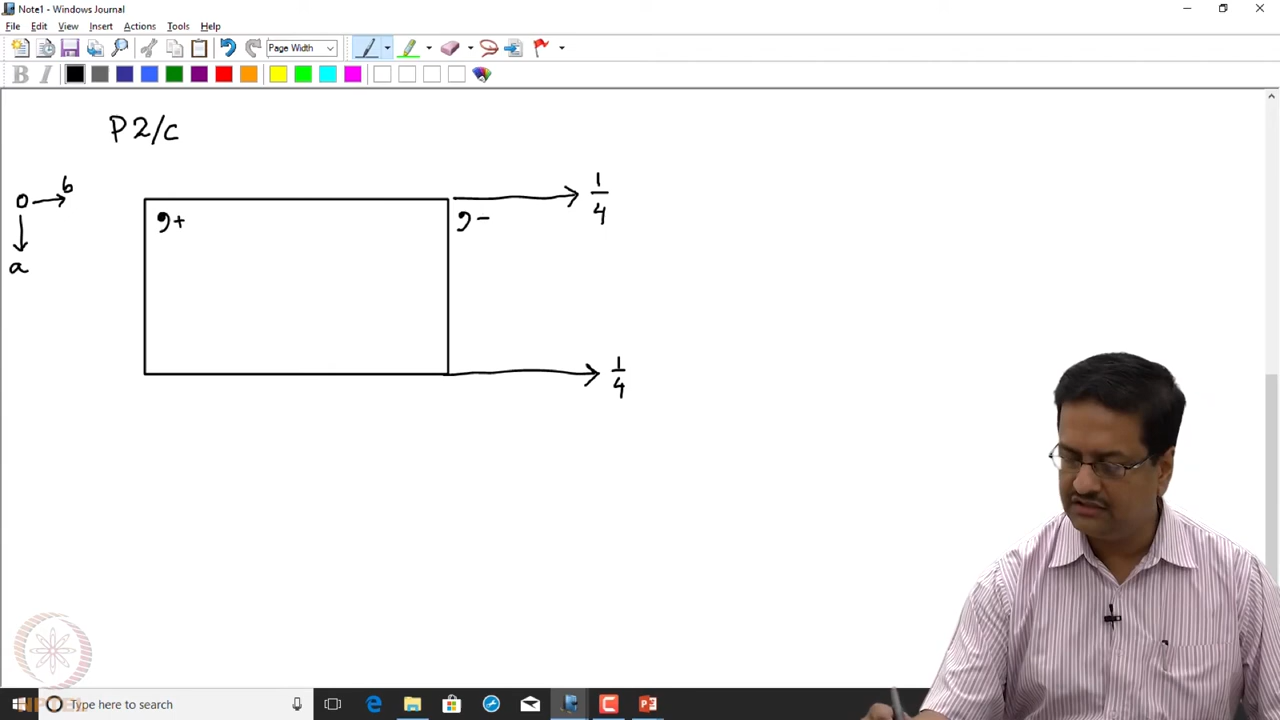 Note1 - Windows Journal
File Edit View Insert Actions Tools Help
Page Width
B I
P2/c
b
O
a
9+
9-
1/4
1/4
Type here to search